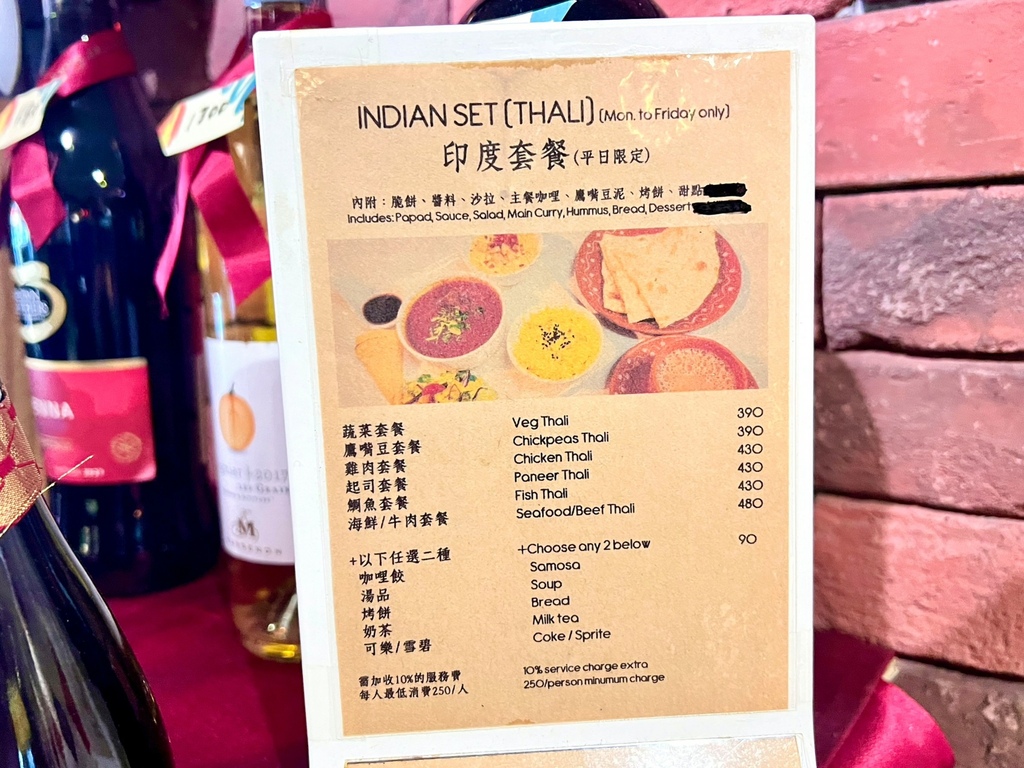 INDIAN SET (THALI) (Mon. to Friday only)
印度套餐(平日限定)
內附:脆餅、醬料、沙拉、主餐咖哩、鷹嘴豆泥、烤餅、甜點
Includes: Papad, Sauce, Salad, Main Curry, Hummus, Bread, Dessert
蔬菜套餐 Veg Thali 390
鷹嘴豆套餐 Chickpeas Thali 390
雞肉套餐 Chicken Thali 430
起司套餐 Paneer Thali 430
鯛魚套餐 Fish Thali 430
海鮮/牛肉套餐 Seafood/Beef Thali 480
+以下任選二種 +Choose any 2 below 90
咖哩餃 Samosa
湯品 Soup
烤餅 Bread
奶茶 Milk tea
可樂/雪碧 Coke / Sprite
需加收10%的服務費 10% service charge extra
每人最低消費250/人 250/person minumum charge